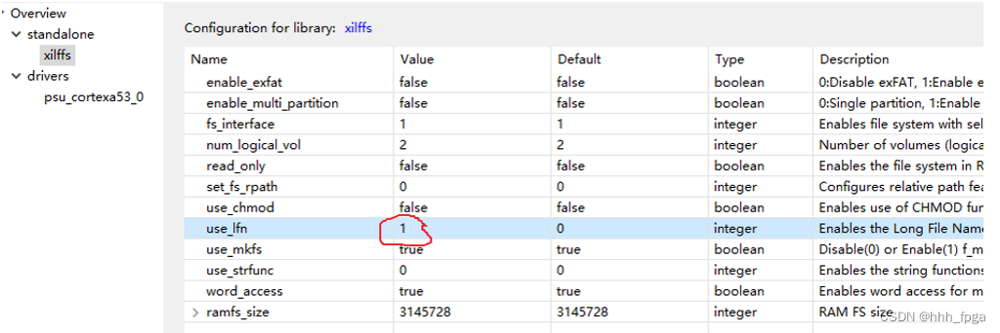 Overview
standalone
xilffs
drivers
psu_cortexa53_0
Configuration for library: xilffs
Name Value Default Type Description
enable_exfat false false boolean 0:Disable exFAT, 1:Enable e
enable_multi_partition false false boolean 0:Single partition, 1:Enable
fs_interface 1 1 integer Enables file system with sel
num_logical_vol 2 2 integer Number of volumes (logica
read_only false false boolean Enables the file system in R
set_fs_rpath 0 0 integer Configures relative path fea
use_chmod false false boolean Enables use of CHMOD fun
use_lfn 1 0 integer Enables the Long File Name
use_mkfs true true boolean Disable(0) or Enable(1) f_m
use_strfunc 0 0 integer Enables the string functions
word_access true true boolean Enables word access for m
ramfs_size 3145728 3145728 integer RAM FS size
CSDN @hhh_fpga